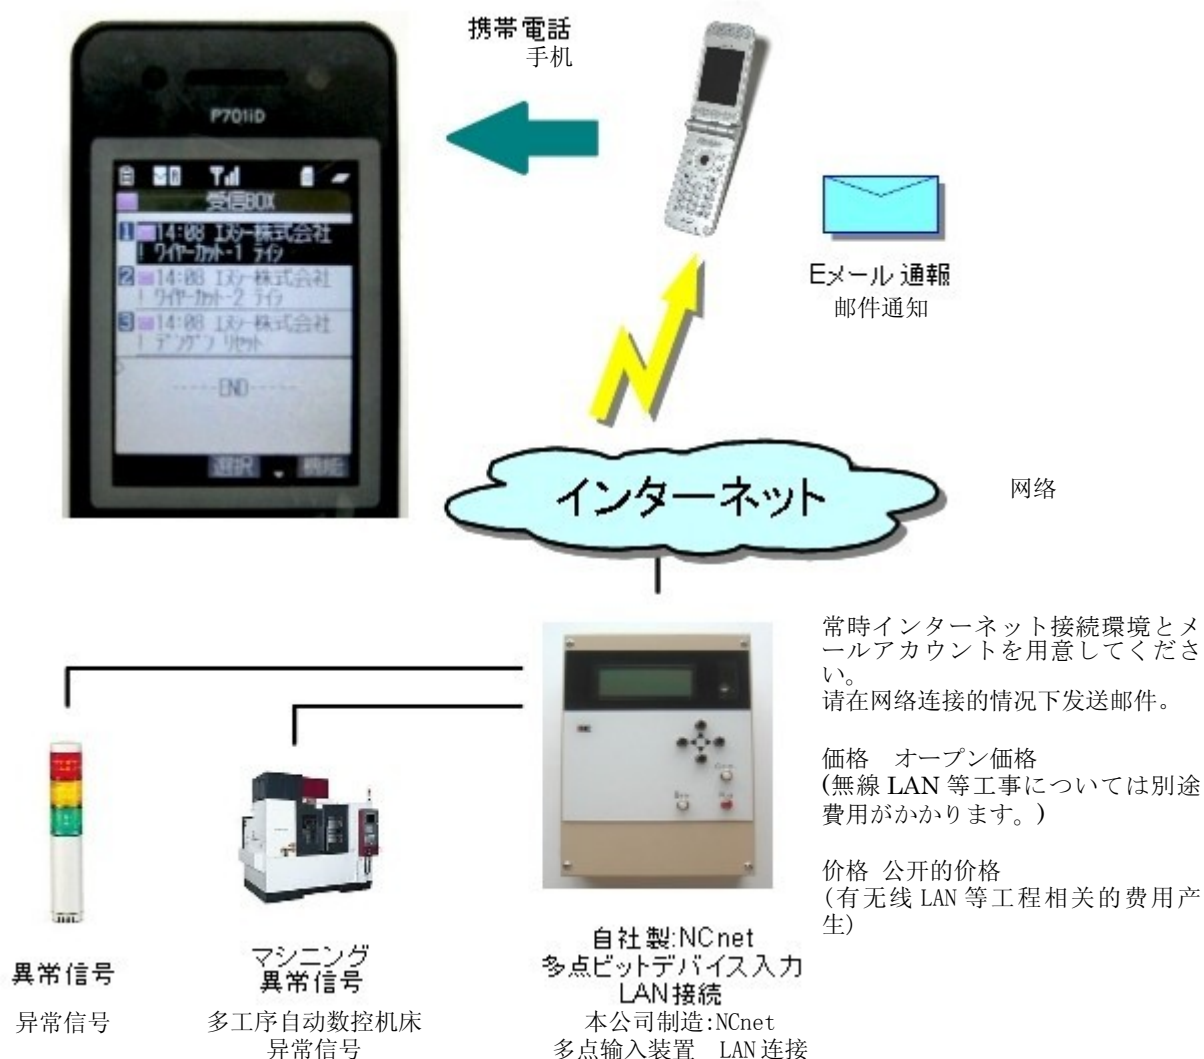 携帯電話
手机
P701iD
受信BOX
1 14:08 エヌシー株式会社
! ワイヤーカット-1 テイシ
2 14:08 エヌシー株式会社
! ワイヤーカット-2 テイシ
3 14:08 エヌシー株式会社
! デンゲン リセット
-----END-----
選択 機能
Eメール通報
邮件通知
インターネット
网络
常時インターネット接続環境とメ
ールアカウントを用意してくださ
い。
请在网络连接的情况下发送邮件。
価格 オープン価格
(無線 LAN 等工事については別途
費用がかかります。)
价格 公开的价格
(有无线 LAN 等工程相关的费用产
生)
異常信号
异常信号
マシニング
異常信号
多工序自动数控机床
异常信号
自社製:NCnet
多点ビットデバイス入力
LAN接続
本公司制造:NCnet
多点输入装置 LAN 连接